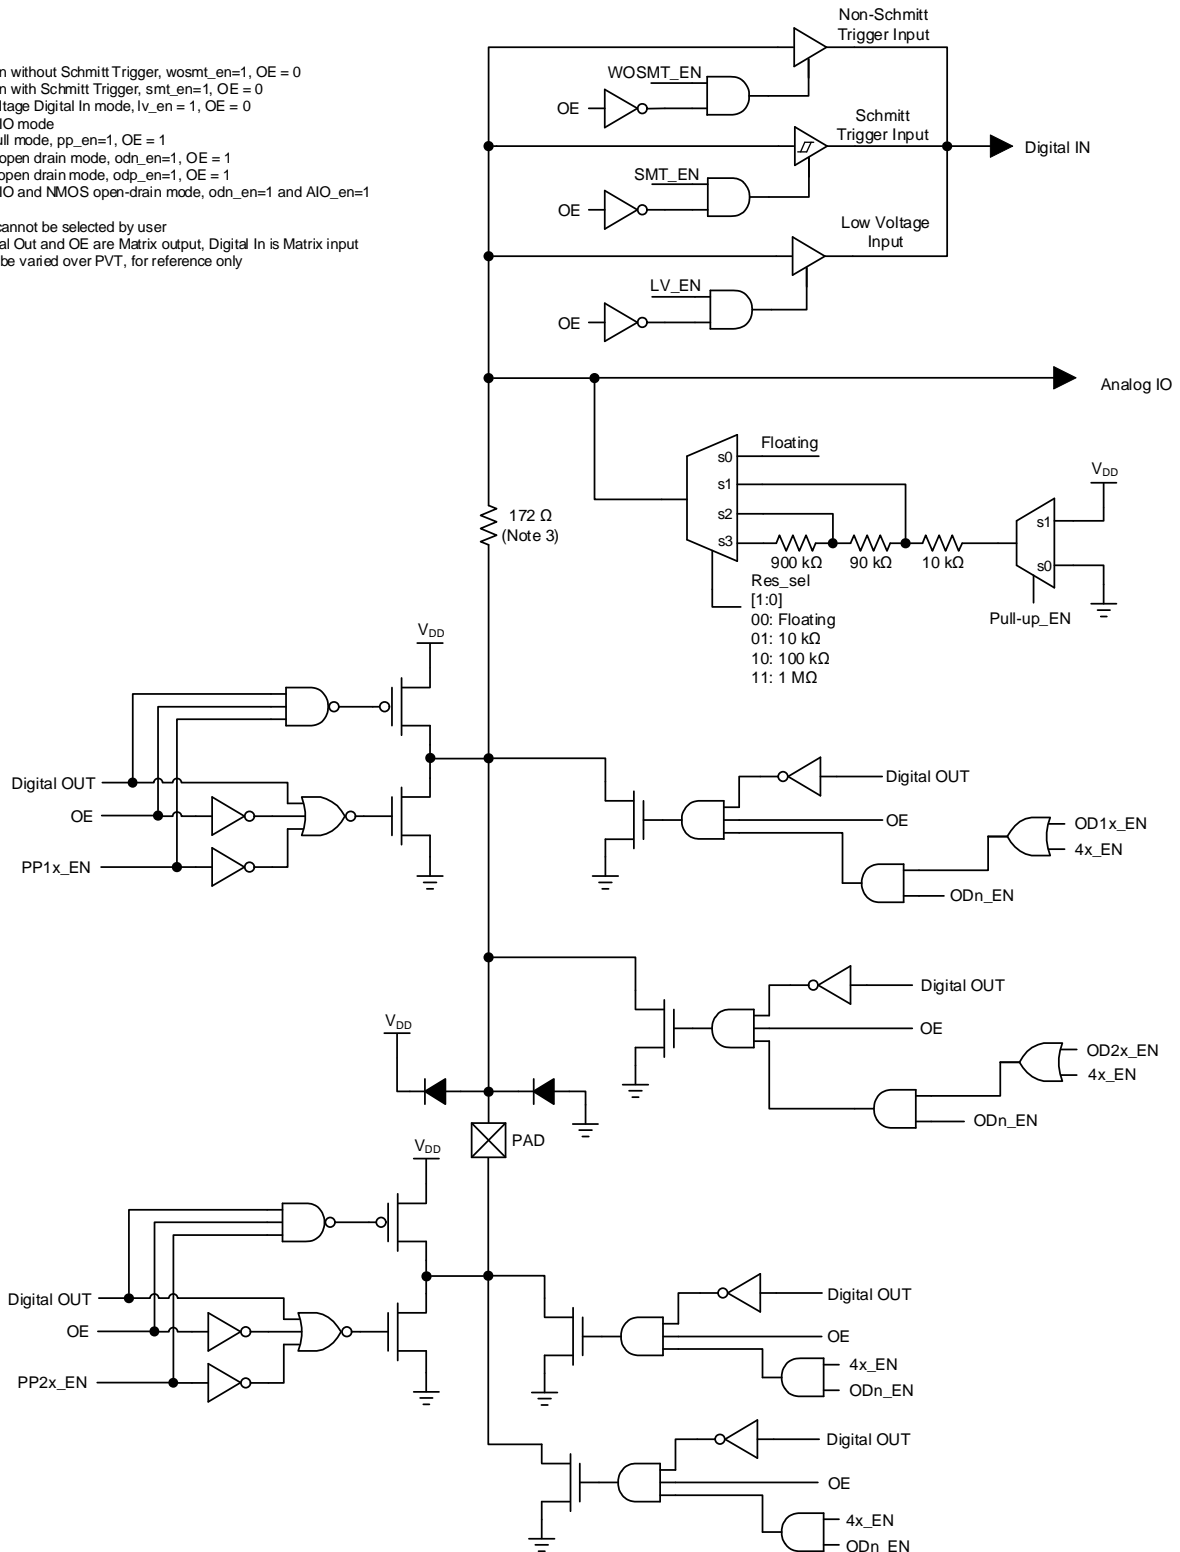 n without Schmitt Trigger, wosmt_en=1, OE = 0
n with Schmitt Trigger, smt_en=1, OE = 0
ltage Digital In mode, lv_en = 1, OE = 0
IO mode
ull mode, pp_en=1, OE = 1
open drain mode, odn_en=1, OE = 1
open drain mode, odp_en=1, OE = 1
IO and NMOS open-drain mode, odn_en=1 and AIO_en=1
cannot be selected by user
al Out and OE are Matrix output, Digital In is Matrix input
be varied over PVT, for reference only
Non-Schmitt
Trigger Input
WOSMT_EN
OE
Schmitt
Trigger Input
Digital IN
SMT_EN
OE
Low Voltage
Input
LV_EN
OE
Analog IO
Floating
s0
s1
s2
s3
VDD
s1
s0
172 Ω
(Note 3)
900 kΩ
90 kΩ
10 kΩ
Res_sel
[1:0]
00: Floating
01: 10 kΩ
10: 100 kΩ
11: 1 MΩ
Pull-up_EN
VDD
Digital OUT
OE
PP1x_EN
Digital OUT
OE
OD1x_EN
4x_EN
ODn_EN
Digital OUT
OE
OD2x_EN
4x_EN
ODn_EN
VDD
PAD
VDD
Digital OUT
OE
PP2x_EN
Digital OUT
OE
4x_EN
ODn_EN
Digital OUT
OE
4x_EN
ODn_EN